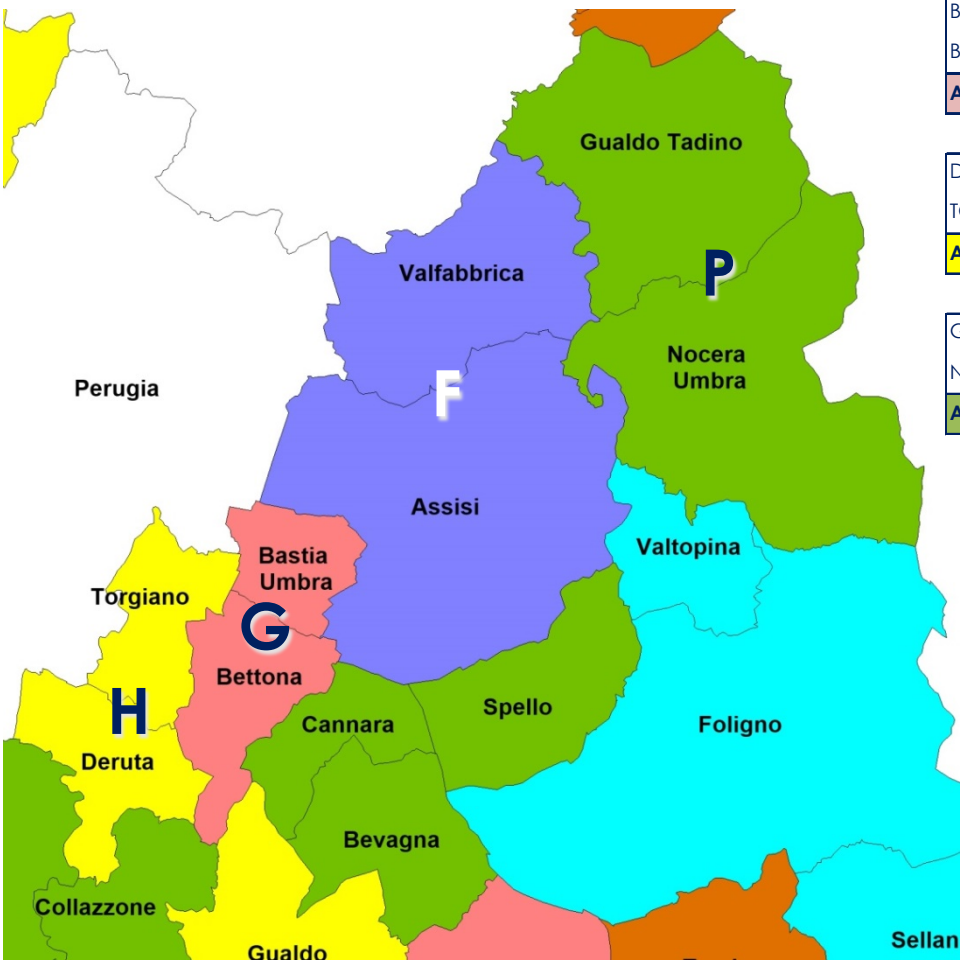 Gualdo Tadino
P
Valfabbrica
Nocera
Umbra
Perugia
F
Assisi
Valtopina
Bastia
Umbra
Torgiano
G
Bettona
H
Spello
Cannara
Foligno
Deruta
Bevagna
Collazzone
Gualdo
Sellan
B
B
A
D
A
G
N
A